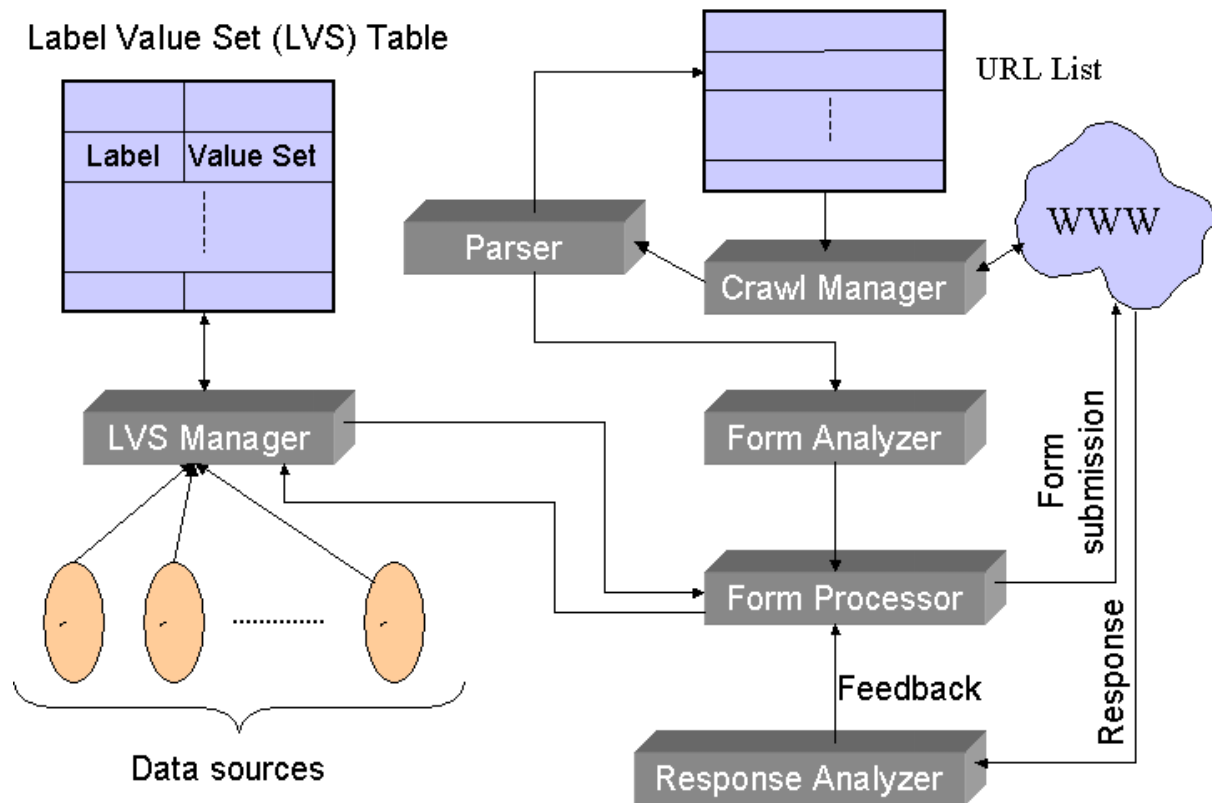 Label Value Set (LVS) Table
URL List
Label
Value Set
WWW
Parser
Crawl Manager
LVS Manager
Form Analyzer
Form
submission
Form Processor
Feedback
Response
Data sources
Response Analyzer